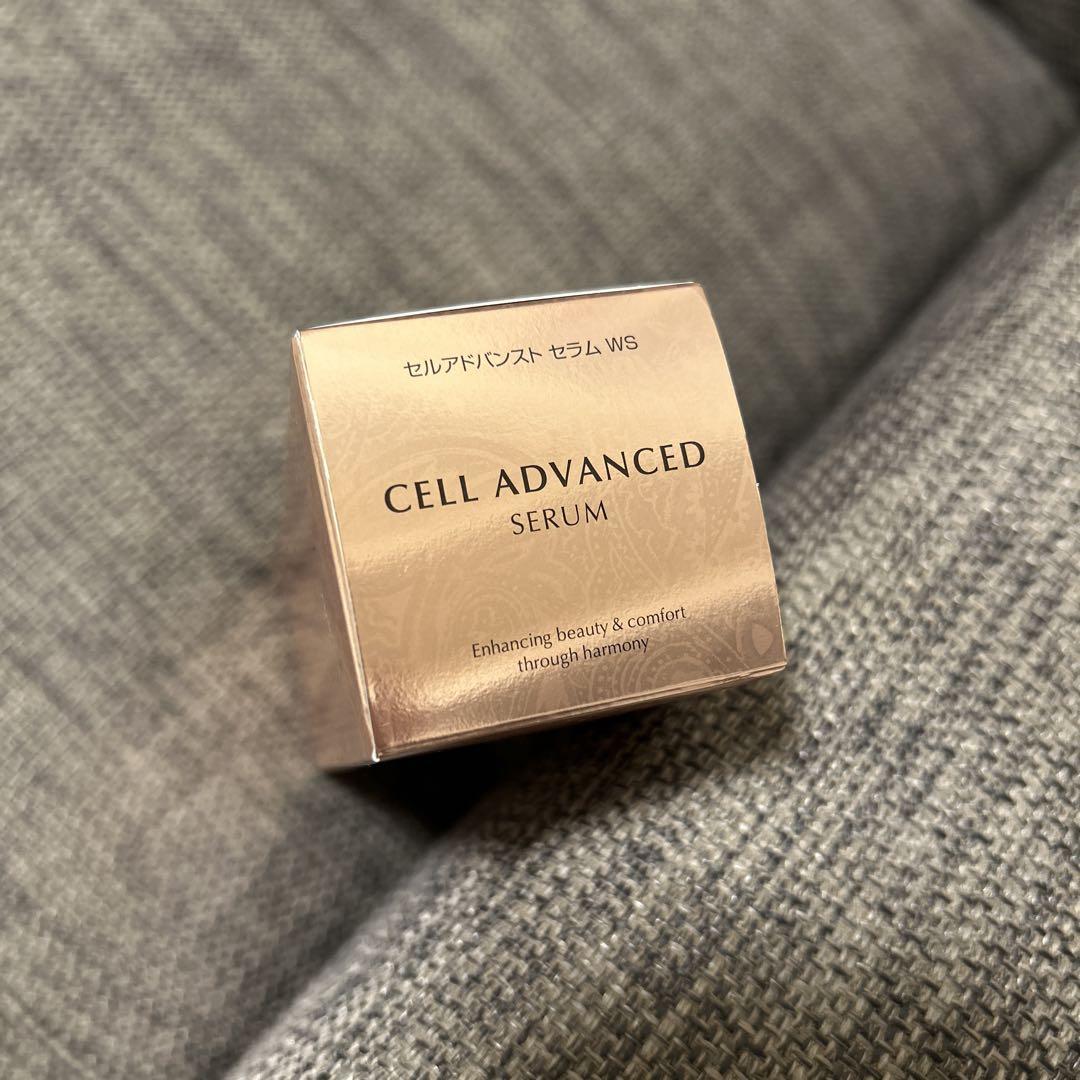 セルアドバンスト セラム WS
CELL ADVANCED
SERUM
Enhancing beauty & comfort
through harmony